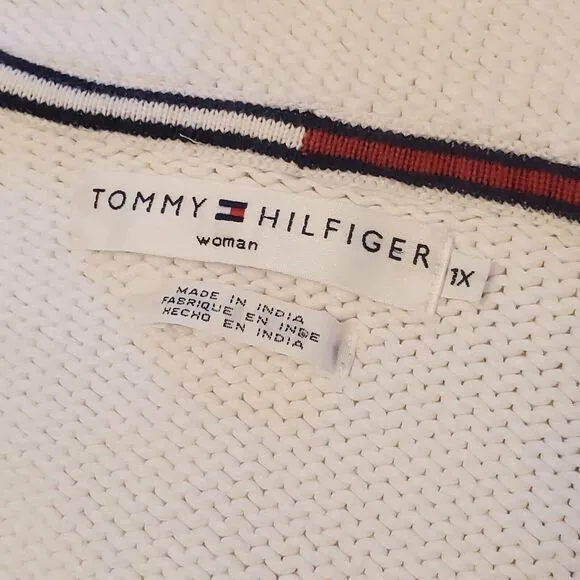 TOMMY HILFIGER
woman
1X
MADE IN INDIA
FABRIQUE EN INDE
HECHO EN INDIA